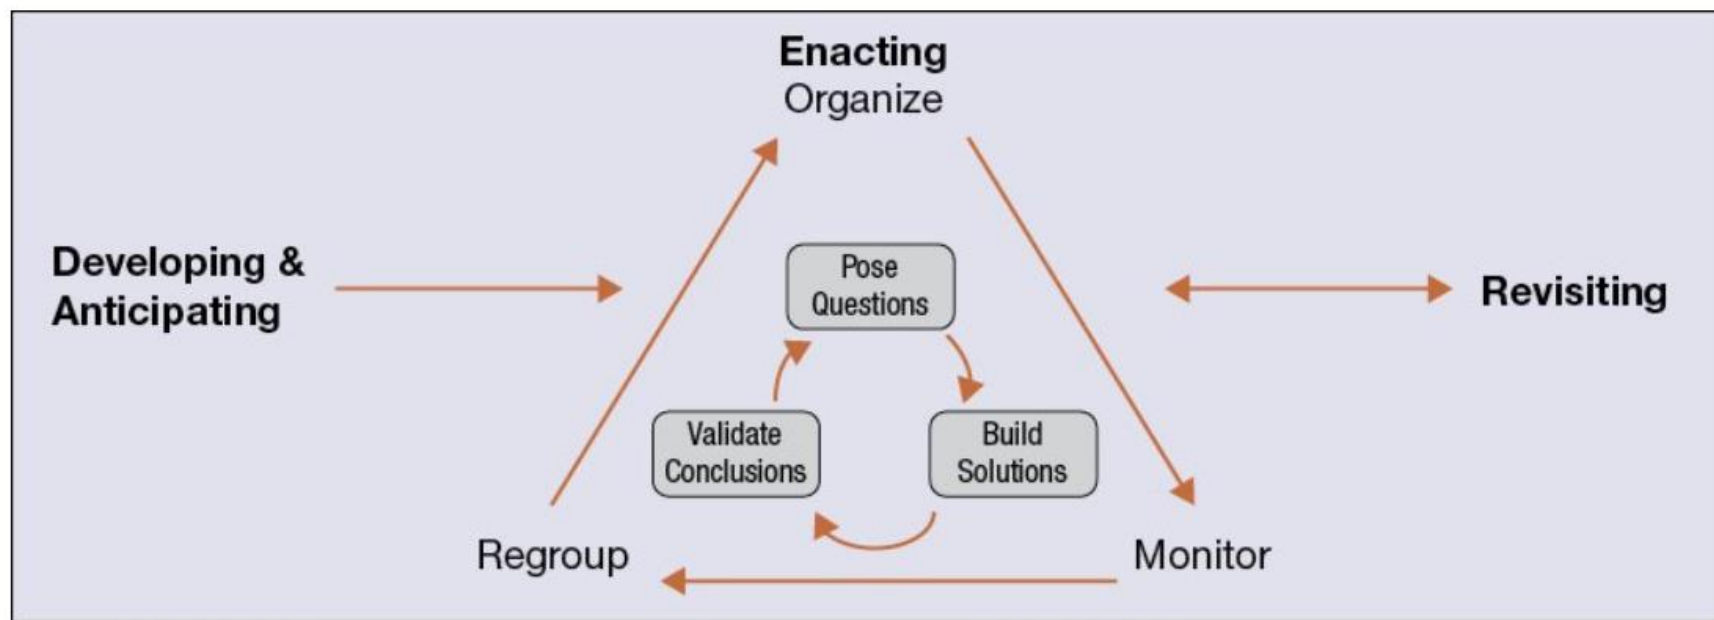 Enacting
Organize
Developing &
Anticipating
Pose
Questions
Revisiting
Validate
Conclusions
Build
Solutions
Regroup
Monitor